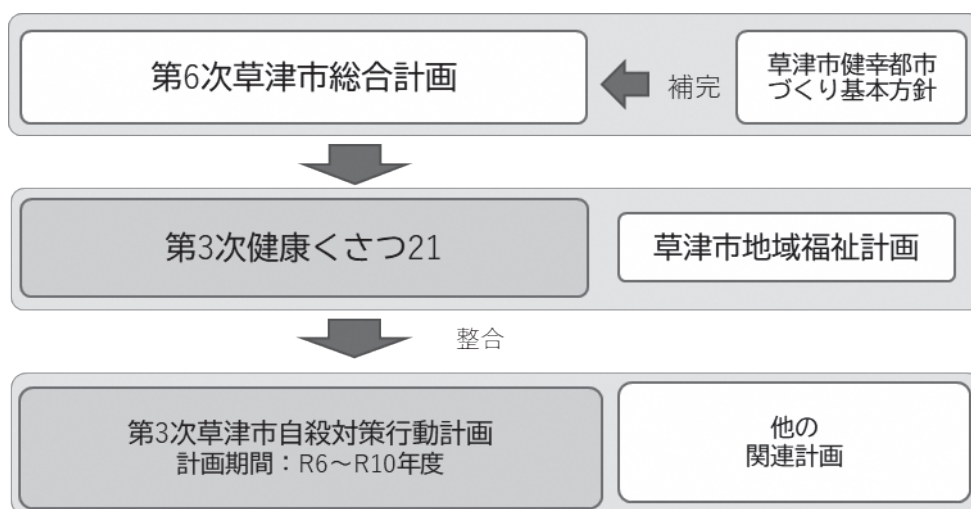 第6次草津市総合計画
補完
草津市健幸都市
づくり基本方針
第3次健康くさつ21
草津市地域福祉計画
整合
第3次草津市自殺対策行動計画
計画期間：R6～R10年度
他の
関連計画